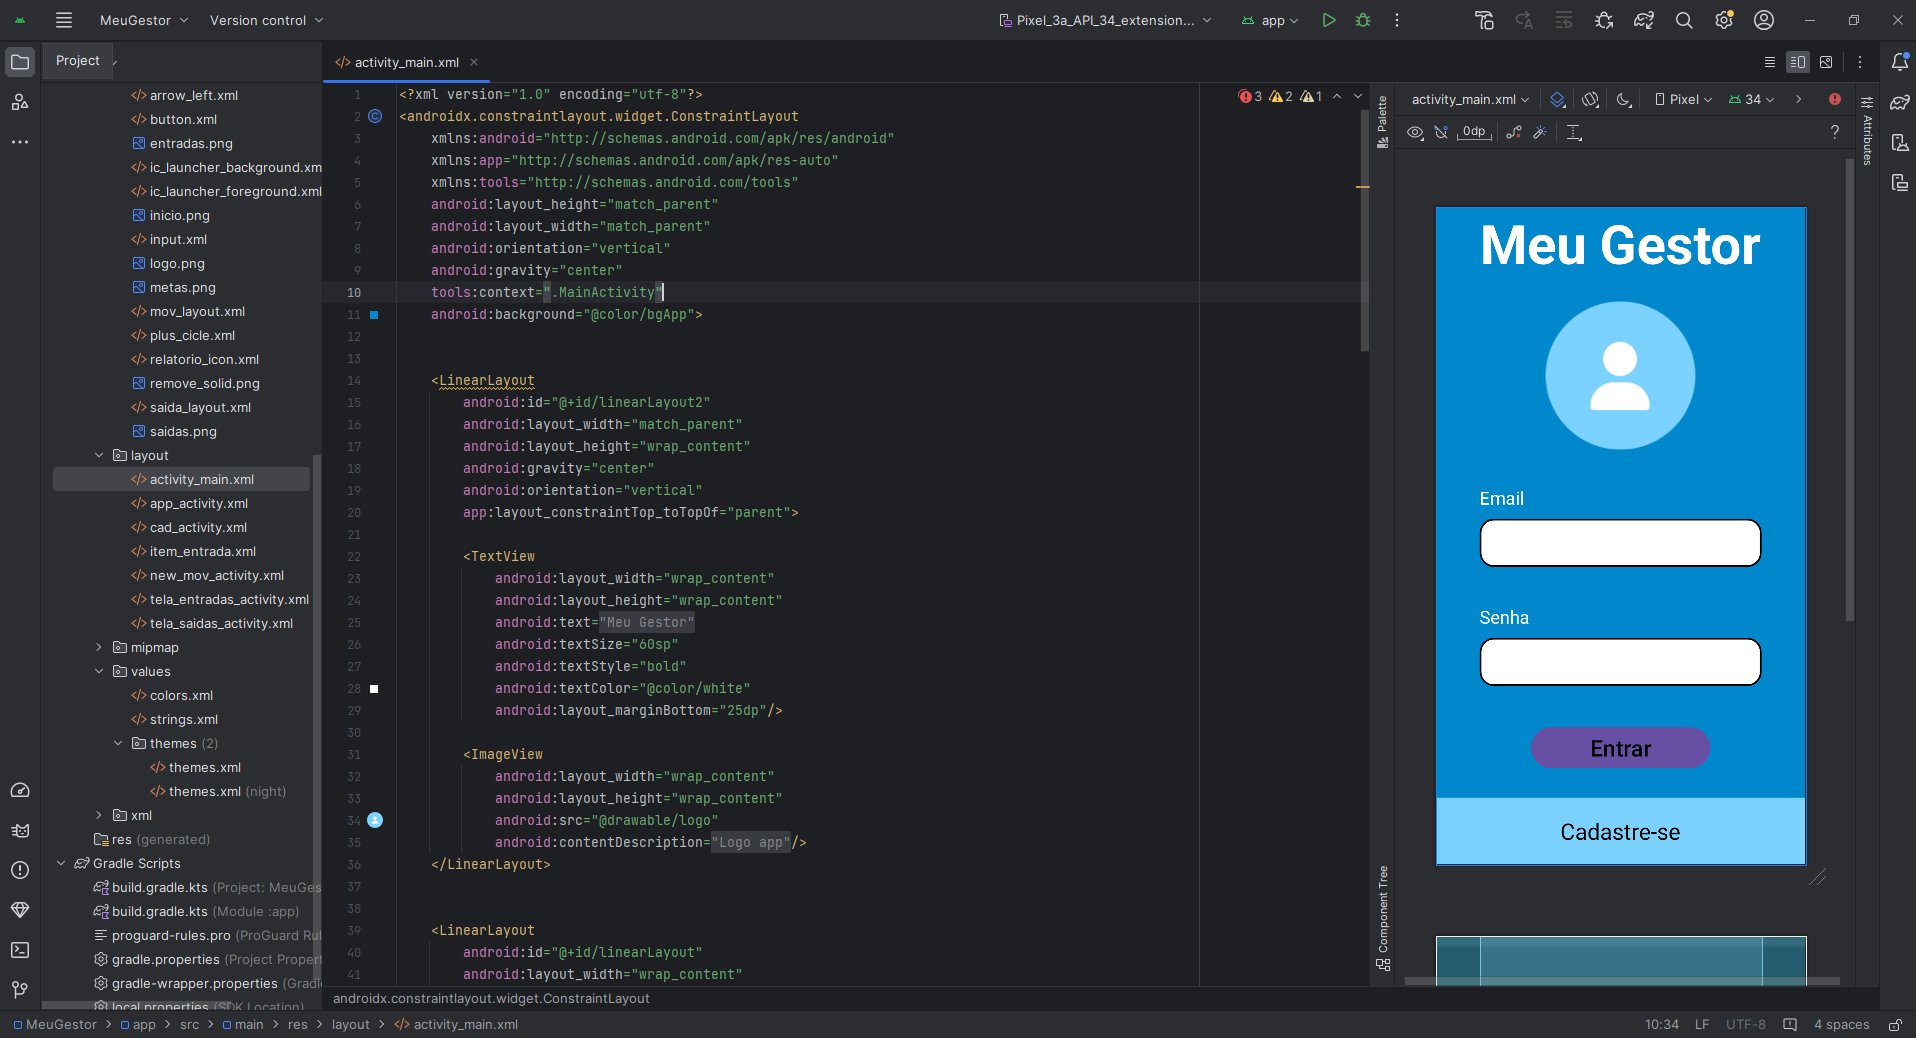 MeuGestor
Version control
Pixel_3a_API_34_extension...
app
Project
activity_main.xml
arrow_left.xml
button.xml
entradas.png
ic_launcher_background.xm
ic_launcher_foreground.xml
inicio.png
input.xml
logo.png
metas.png
mov_layout.xml
plus_cicle.xml
relatorio_icon.xml
remove_solid.png
saida_layout.xml
saidas.png
layout
activity_main.xml
app_activity.xml
cad_activity.xml
item_entrada.xml
new_mov_activity.xml
tela_entradas_activity.xml
tela_saidas_activity.xml
mipmap
values
colors.xml
strings.xml
themes (2)
themes.xml
themes.xml (night)
xml
res (generated)
Gradle Scripts
build.gradle.kts (Project: MeuGes
build.gradle.kts (Module :app)
proguard-rules.pro (ProGuard Rul
gradle.properties (Project Propert
gradle-wrapper.properties (Gradl
local.properties (SDK Location)
1 <?xml version="1.0" encoding="utf-8"?>
2 <androidx.constraintlayout.widget.ConstraintLayout
3 xmlns:android="http://schemas.android.com/apk/res/android"
4 xmlns:app="http://schemas.android.com/apk/res-auto"
5 xmlns:tools="http://schemas.android.com/tools"
6 android:layout_height="match_parent"
7 android:layout_width="match_parent"
8 android:orientation="vertical"
9 android:gravity="center"
10 tools:context=".MainActivity"
11 android:background="@color/bgApp">
12
13
14 <LinearLayout
15 android:id="@+id/linearLayout2"
16 android:layout_width="match_parent"
17 android:layout_height="wrap_content"
18 android:gravity="center"
19 android:orientation="vertical"
20 app:layout_constraintTop_toTopOf="parent">
21
22 <TextView
23 android:layout_width="wrap_content"
24 android:layout_height="wrap_content"
25 android:text="Meu Gestor"
26 android:textSize="60sp"
27 android:textStyle="bold"
28 android:textColor="@color/white"
29 android:layout_marginBottom="25dp"/>
30
31 <ImageView
32 android:layout_width="wrap_content"
33 android:layout_height="wrap_content"
34 android:src="@drawable/logo"
35 android:contentDescription="Logo app"/>
36 </LinearLayout>
37
38
39 <LinearLayout
40 android:id="@+id/linearLayout"
41 android:layout_width="wrap_content"
3 2 1
androidx.constraintlayout.widget.ConstraintLayout
Palette
Component Tree
activity_main.xml
Pixel
34
0dp
?
Attributes
Meu Gestor
Email
Senha
Entrar
Cadastre-se
MeuGestor > app > src > main > res > layout > activity_main.xml
10:34 LF UTF-8 4 spaces